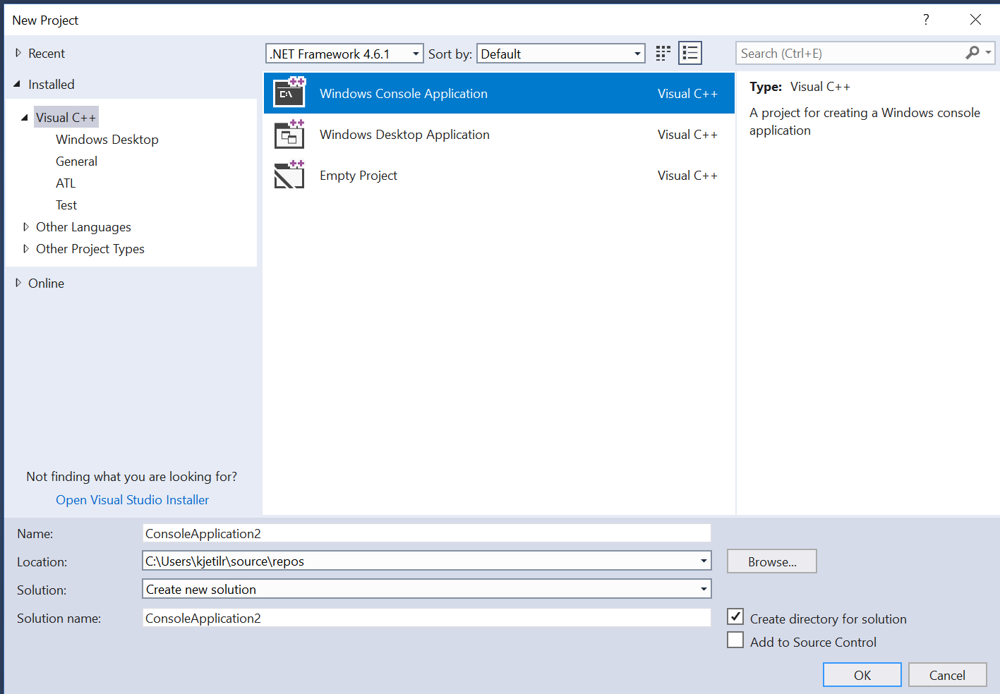 New Project
?
Recent
.NET Framework 4.6.1
Sort by:
Default
Search (Ctrl+E)
Installed
Visual C++
Windows Desktop
General
ATL
Test
Other Languages
Other Project Types
Online
C:\
++
Windows Console Application
Visual C++
++
Windows Desktop Application
Visual C++
++
Empty Project
Visual C++
Type: Visual C++
A project for creating a Windows console
application
Not finding what you are looking for?
Open Visual Studio Installer
Name:
ConsoleApplication2
Location:
C:\Users\kjetilr\source\repos
Browse...
Solution:
Create new solution
Solution name:
ConsoleApplication2
Create directory for solution
Add to Source Control
OK
Cancel